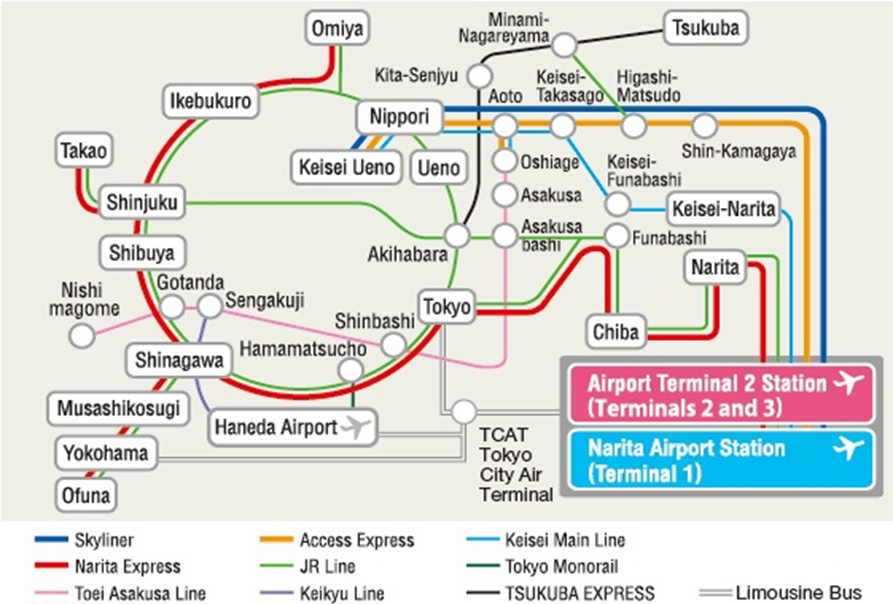 Omiya
Minami-
Nagareyama
Tsukuba
Kita-Senjyu
Keisei-
Takasago
Higashi-
Matsudo
Ikebukuro
Aoto
Nippori
Takao
Keisei Ueno
Ueno
Oshiage
Shin-Kamagaya
Keisei-
Funabashi
Shinjuku
Asakusa
Keisei-Narita
Shibuya
Akihabara
Asakusa
bashi
Funabashi
Nishi
magome
Gotanda
Sengakuji
Narita
Tokyo
Shinbashi
Chiba
Shinagawa
Hamamatsucho
Musashikosugi
Haneda Airport
Airport Terminal 2 Station
(Terminals 2 and 3)
TCAT
Tokyo
City Air
Terminal
Narita Airport Station
(Terminal 1)
Yokohama
Ofuna
Skyliner
Access Express
Keisei Main Line
Narita Express
JR Line
Tokyo Monorail
Toei Asakusa Line
Keikyu Line
TSUKUBA EXPRESS
Limousine Bus